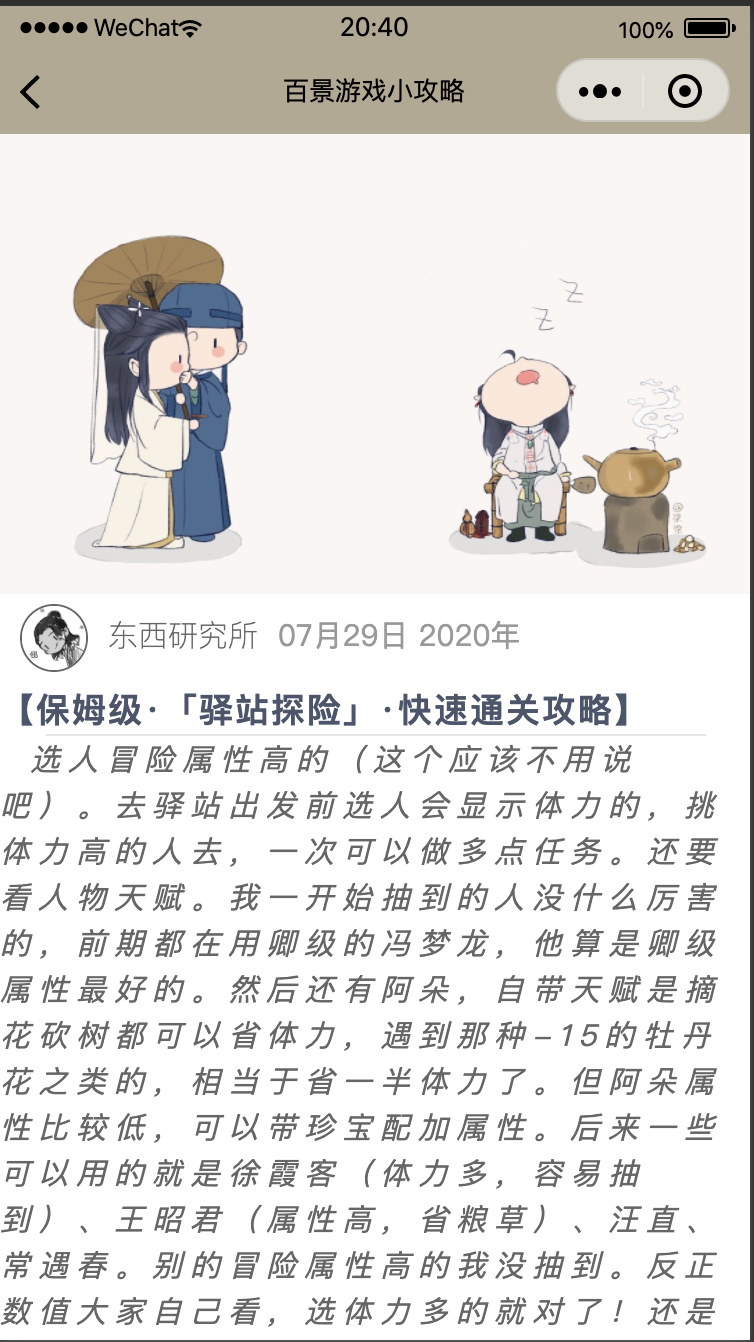 WeChat 20:40 100%
百景游戏小攻略
Z
Z
东西研究所 07月29日 2020年
【保姆级·「驿站探险」·快速通关攻略】
选人冒险属性高的（这个应该不用说
吧）。去驿站出发前选人会显示体力的，挑
体力高的人去，一次可以做多点任务。还要
看人物天赋。我一开始抽到的人没什么厉害
的，前期都在用卿级的冯梦龙，他算是卿级
属性最好的。然后还有阿朵，自带天赋是摘
花砍树都可以省体力，遇到那种-15的牡丹
花之类的，相当于省一半体力了。但阿朵属
性比较低，可以带珍宝配加属性。后来一些
可以用的就是徐霞客（体力多，容易抽
到）、王昭君（属性高，省粮草）、汪直、
常遇春。别的冒险属性高的我没抽到。反正
数值大家自己看，选体力多的就对了！还是